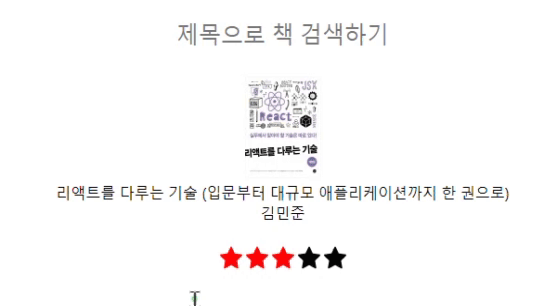 제목으로 책 검색하기
JSX
React
리액트를 다루는 기술
리액트를 다루는 기술 (입문부터 대규모 애플리케이션까지 한 권으로)
김민준